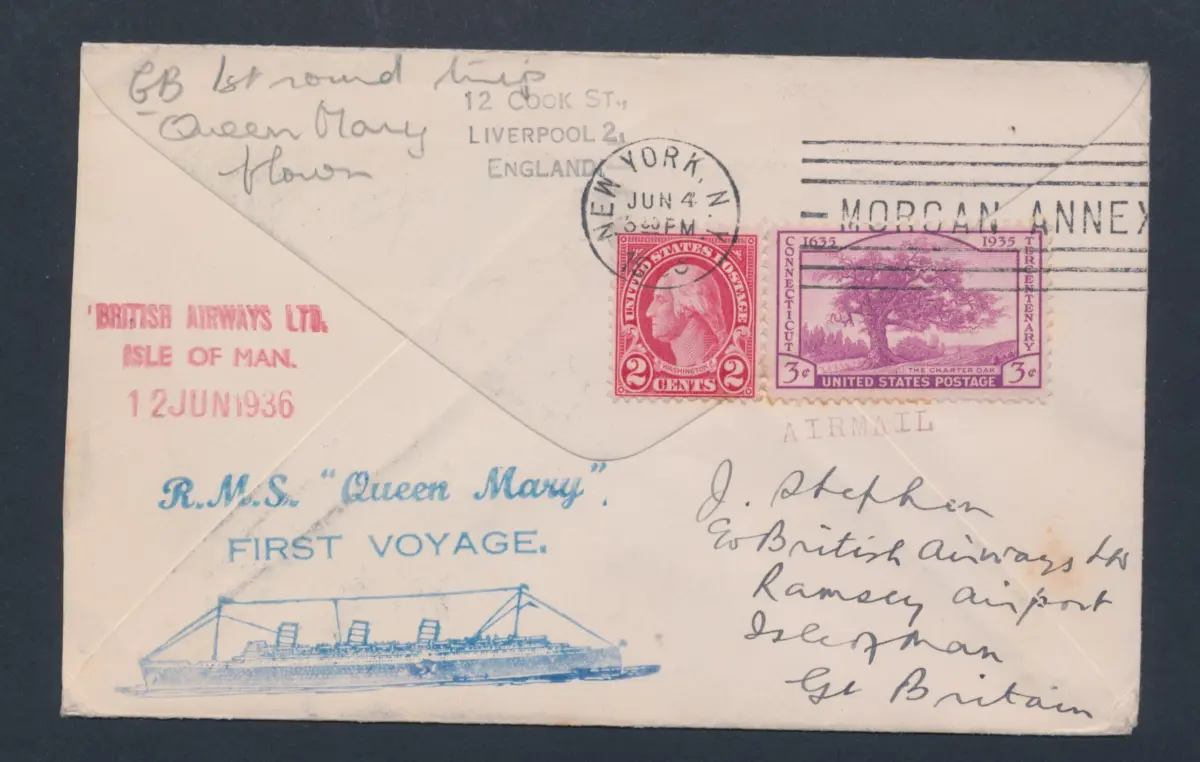 GB 1st round trip
Queen Mary
flown
12 COOK ST.,
LIVERPOOL 2,
ENGLAND.
NEW YORK, N.Y.
JUN 4
PM
MORGAN ANNEX
UNITED STATES POSTAGE
WASHINGTON
2 CENTS 2
1635 1935
CONNECTICUT
TERCENTENARY
THE CHARTER OAK
3¢ UNITED STATES POSTAGE 3¢
AIRMAIL
BRITISH AIRWAYS LTD.
ISLE OF MAN.
12 JUN 1936
R.M.S. "Queen Mary".
FIRST VOYAGE.
J. Stephen
c/o British Airways Ltd
Ramsey Airport
Isle of Man
Gt Britain